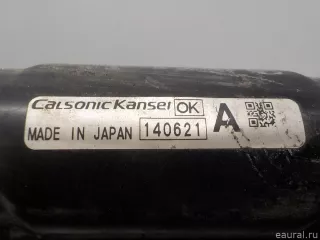 CalsonicKansei OK
MADE IN JAPAN 140621 A
© eaural.ru